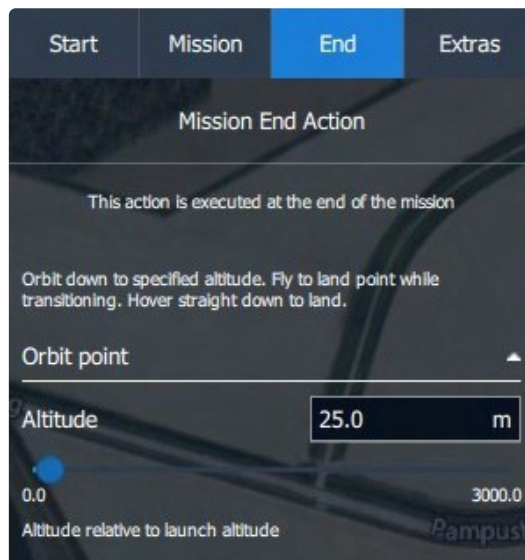 Start Mission End Extras
Mission End Action
This action is executed at the end of the mission
Orbit down to specified altitude. Fly to land point while
transitioning. Hover straight down to land.
Orbit point
Altitude 25.0 m
0.0 3000.0
Altitude relative to launch altitude
Pampus